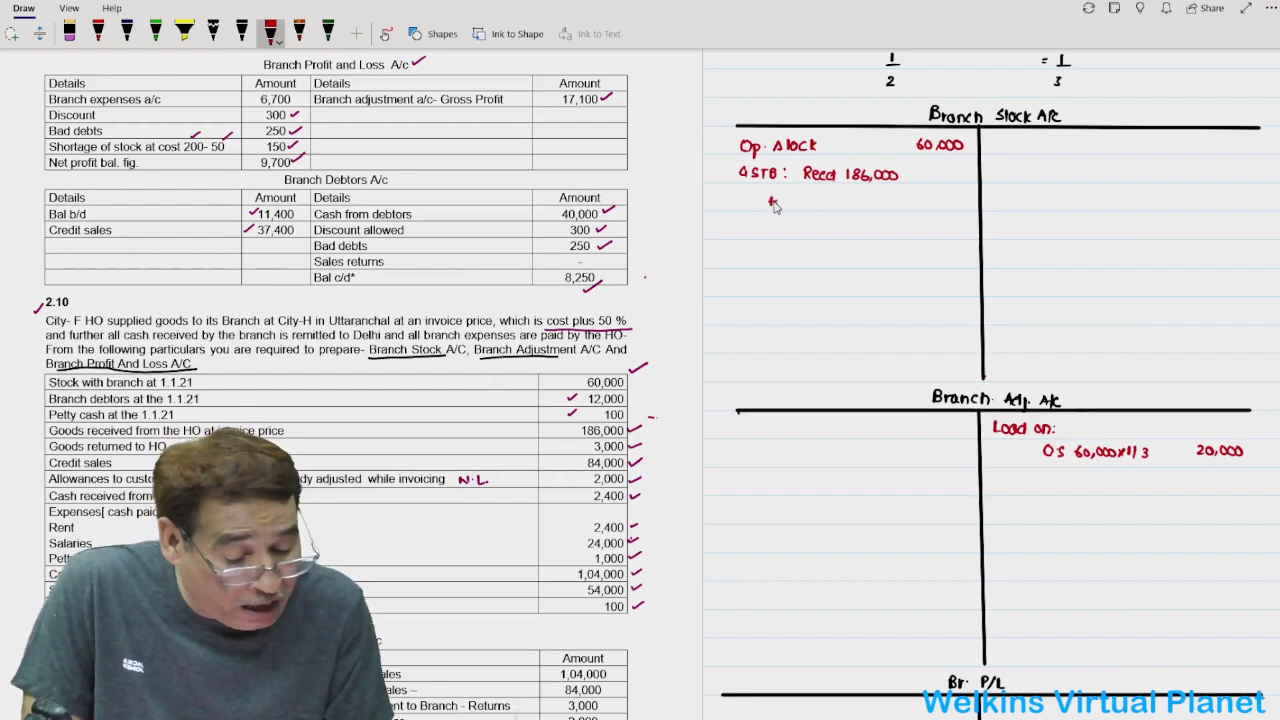 Draw View Help
Shapes Ink to Shape Ink to Text Share
Branch Profit and Loss A/c
Details Amount Details Amount
Branch expenses a/c 6,700 Branch adjustment a/c- Gross Profit 17,100
Discount 300
Bad debts 250
Shortage of stock at cost 200- 50 150
Net profit bal. fig. 9,700
Branch Debtors A/c
Details Amount Details Amount
Bal b/d 11,400 Cash from debtors 40,000
Credit sales 37,400 Discount allowed 300
Bad debts 250
Sales returns -
Bal c/d* 8,250
2.10
City- F HO supplied goods to its Branch at City-H in Uttaranchal at an invoice price, which is cost plus 50 %
and further all cash received by the branch is remitted to Delhi and all branch expenses are paid by the HO-
From the following particulars you are required to prepare- Branch Stock A/C, Branch Adjustment A/C And
Branch Profit And Loss A/C
Stock with branch at 1.1.21 60,000
Branch debtors at the 1.1.21 12,000
Petty cash at the 1.1.21 100
Goods received from the HO at invoice price 186,000
Goods returned to HO 3,000
Credit sales 84,000
Allowances to custo dy adjusted while invoicing N.L. 2,000
Cash received from 2,400
Expenses[ cash paid
Rent 2,400
Salaries 24,000
Pett 1,000
Ca 1,04,000
54,000
100
c
Amount
ales 1,04,000
ales – 84,000
ent to Branch - Returns 3,000
1 = 1
2 3
Branch Stock A/c
Op. Stock 60,000
GSTB: Recd 186,000
Branch Adj. A/c
Load on:
OS 60,000x1/3 20,000
Br. P/L
Welkins Virtual Planet